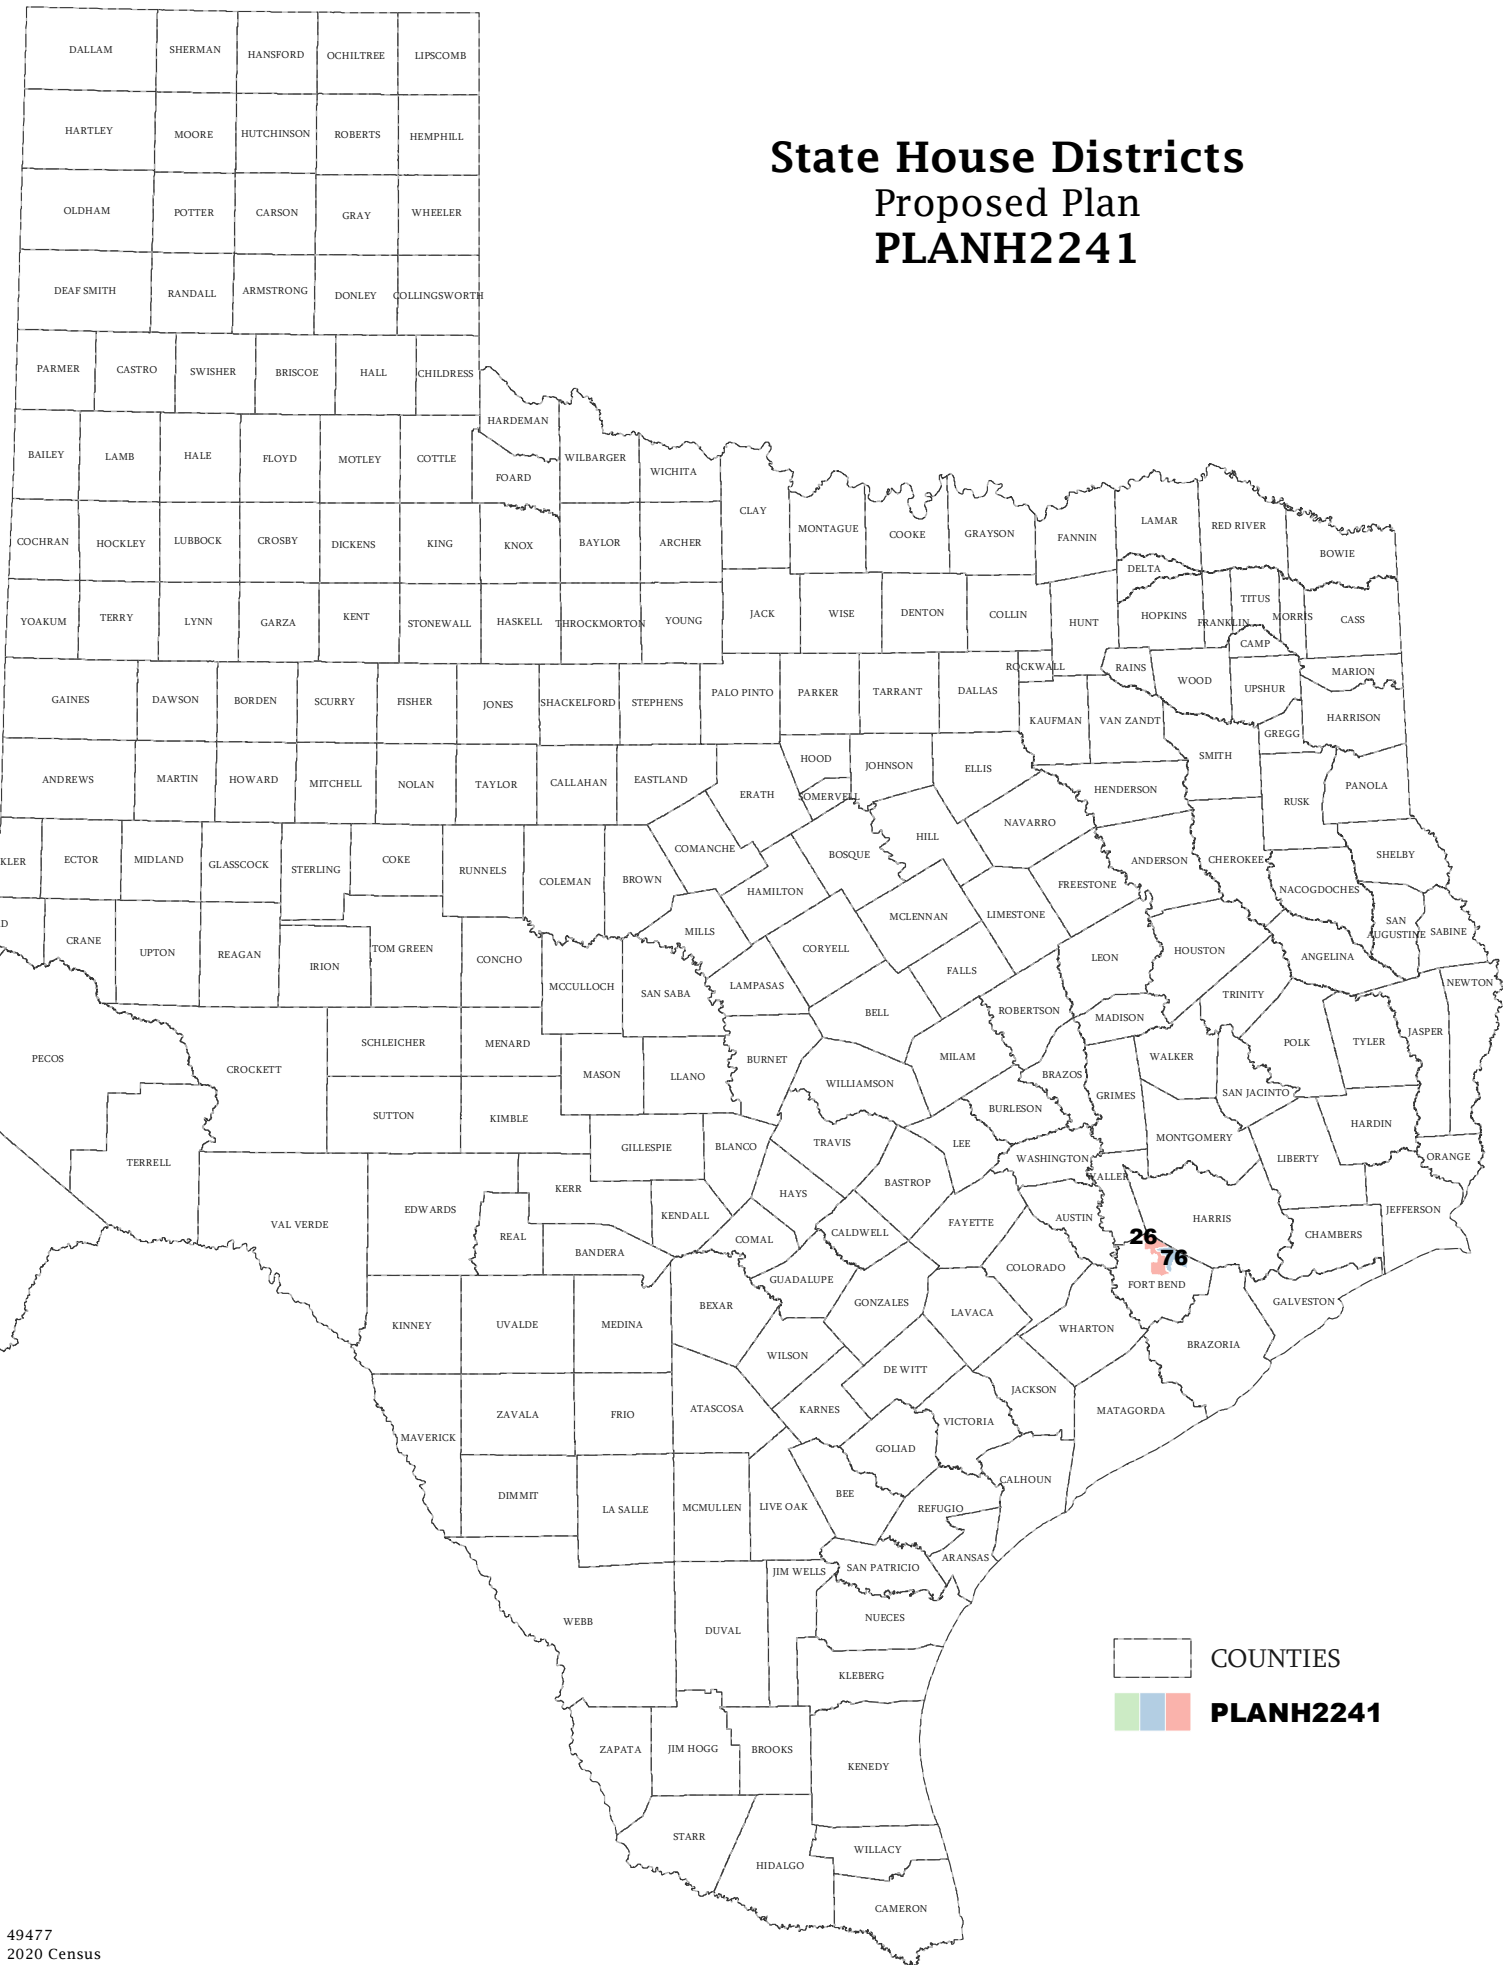 State House Districts
Proposed Plan
PLANH2241
DALLAM
SHERMAN
HANSFORD
OCHILTREE
LIPSCOMB
HARTLEY
MOORE
HUTCHINSON
ROBERTS
HEMPHILL
OLDHAM
POTTER
CARSON
GRAY
WHEELER
DEAF SMITH
RANDALL
ARMSTRONG
DONLEY
COLLINGSWORTH
PARMER
CASTRO
SWISHER
BRISCOE
HALL
CHILDRESS
HARDEMAN
BAILEY
LAMB
HALE
FLOYD
MOTLEY
COTTLE
FOARD
WILBARGER
WICHITA
CLAY
MONTAGUE
COOKE
GRAYSON
FANNIN
LAMAR
RED RIVER
BOWIE
DELTA
COCHRAN
HOCKLEY
LUBBOCK
CROSBY
DICKENS
KING
KNOX
BAYLOR
ARCHER
YOAKUM
TERRY
LYNN
GARZA
KENT
STONEWALL
HASKELL
THROCKMORTON
YOUNG
JACK
WISE
DENTON
COLLIN
HUNT
HOPKINS
FRANKLIN
TITUS
MORRIS
CASS
CAMP
ROCKWALL
RAINS
WOOD
UPSHUR
MARION
GAINES
DAWSON
BORDEN
SCURRY
FISHER
JONES
SHACKELFORD
STEPHENS
PALO PINTO
PARKER
TARRANT
DALLAS
KAUFMAN
VAN ZANDT
GREGG
HARRISON
ANDREWS
MARTIN
HOWARD
MITCHELL
NOLAN
TAYLOR
CALLAHAN
EASTLAND
ERATH
HOOD
SOMERVELL
JOHNSON
ELLIS
HENDERSON
SMITH
RUSK
PANOLA
KLER
ECTOR
MIDLAND
GLASSCOCK
STERLING
COKE
RUNNELS
COLEMAN
BROWN
COMANCHE
HAMILTON
BOSQUE
HILL
NAVARRO
ANDERSON
CHEROKEE
SHELBY
NACOGDOCHES
FREESTONE
D
CRANE
UPTON
REAGAN
IRION
TOM GREEN
CONCHO
MCCULLOCH
SAN SABA
MILLS
LAMPASAS
CORYELL
MCLENNAN
LIMESTONE
FALLS
LEON
HOUSTON
ANGELINA
SAN
AUGUSTINE
SABINE
NEWTON
TRINITY
PECOS
CROCKETT
SCHLEICHER
MENARD
MASON
LLANO
BURNET
BELL
MILAM
ROBERTSON
MADISON
WALKER
POLK
TYLER
JASPER
WILLIAMSON
BRAZOS
GRIMES
SAN JACINTO
HARDIN
TERRELL
SUTTON
KIMBLE
GILLESPIE
BLANCO
TRAVIS
LEE
BURLESON
WASHINGTON
MONTGOMERY
LIBERTY
ORANGE
WALLER
VAL VERDE
EDWARDS
REAL
KERR
BANDERA
KENDALL
COMAL
HAYS
CALDWELL
BASTROP
FAYETTE
AUSTIN
HARRIS
CHAMBERS
JEFFERSON
26
76
FORT BEND
COLORADO
GUADALUPE
GONZALES
LAVACA
WHARTON
GALVESTON
BRAZORIA
KINNEY
UVALDE
MEDINA
BEXAR
WILSON
DE WITT
JACKSON
MATAGORDA
MAVERICK
ZAVALA
FRIO
ATASCOSA
KARNES
GOLIAD
VICTORIA
CALHOUN
DIMMIT
LA SALLE
MCMULLEN
LIVE OAK
BEE
REFUGIO
ARANSAS
SAN PATRICIO
JIM WELLS
NUECES
WEBB
DUVAL
KLEBERG
ZAPATA
JIM HOGG
BROOKS
KENEDY
STARR
HIDALGO
WILLACY
CAMERON
COUNTIES
PLANH2241
49477
2020 Census